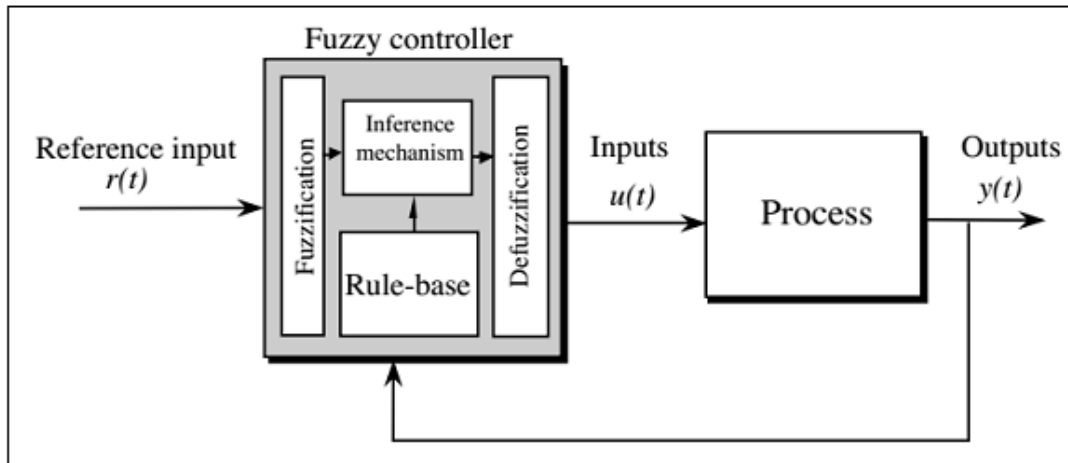 Fuzzy controller
Reference input
r(t)
Fuzzification
Inference
mechanism
Rule-base
Defuzzification
Inputs
u(t)
Process
Outputs
y(t)